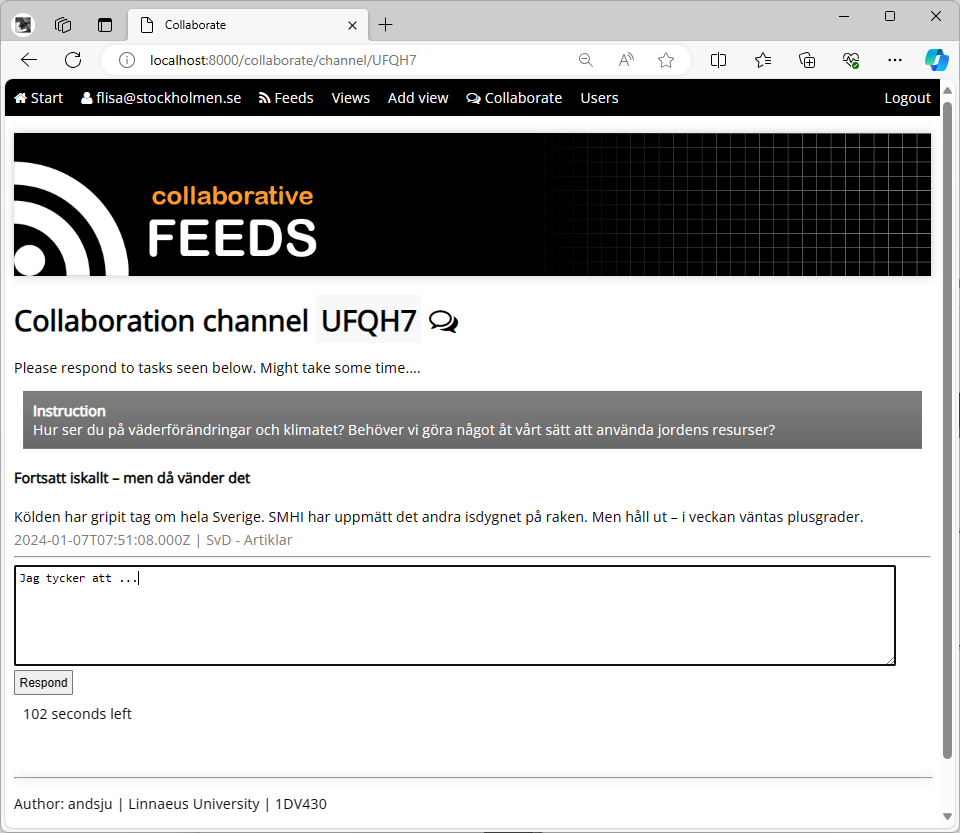 Collaborate
localhost:8000/collaborate/channel/UFQH7
Start flisa@stockholmen.se Feeds Views Add view Collaborate Users Logout
collaborative
FEEDS
Collaboration channel UFQH7
Please respond to tasks seen below. Might take some time....
Instruction
Hur ser du på väderförändringar och klimatet? Behöver vi göra något åt vårt sätt att använda jordens resurser?
Fortsatt iskallt – men då vänder det
Kölden har gripit tag om hela Sverige. SMHI har uppmätt det andra isdygnet på raken. Men håll ut – i veckan väntas plusgrader.
2024-01-07T07:51:08.000Z | SvD - Artiklar
Jag tycker att ...
Respond
102 seconds left
Author: andsju | Linnaeus University | 1DV430